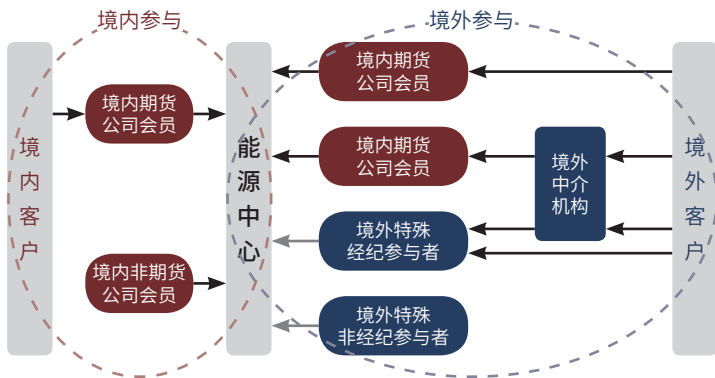 境内参与
境外参与
境内客户
境内期货
公司会员
境内非期货
公司会员
能源中心
境内期货
公司会员
境内期货
公司会员
境外特殊
经纪参与者
境外特殊
非经纪参与者
境外
中介
机构
境外客户